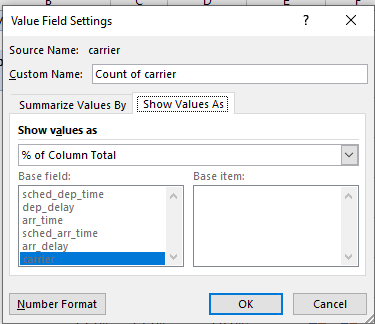 Value Field Settings
Source Name: carrier
Custom Name: Count of carrier
Summarize Values By Show Values As
Show values as
% of Column Total
Base field: Base item:
sched_dep_time
dep_delay
arr_time
sched_arr_time
arr_delay
carrier
Number Format OK Cancel